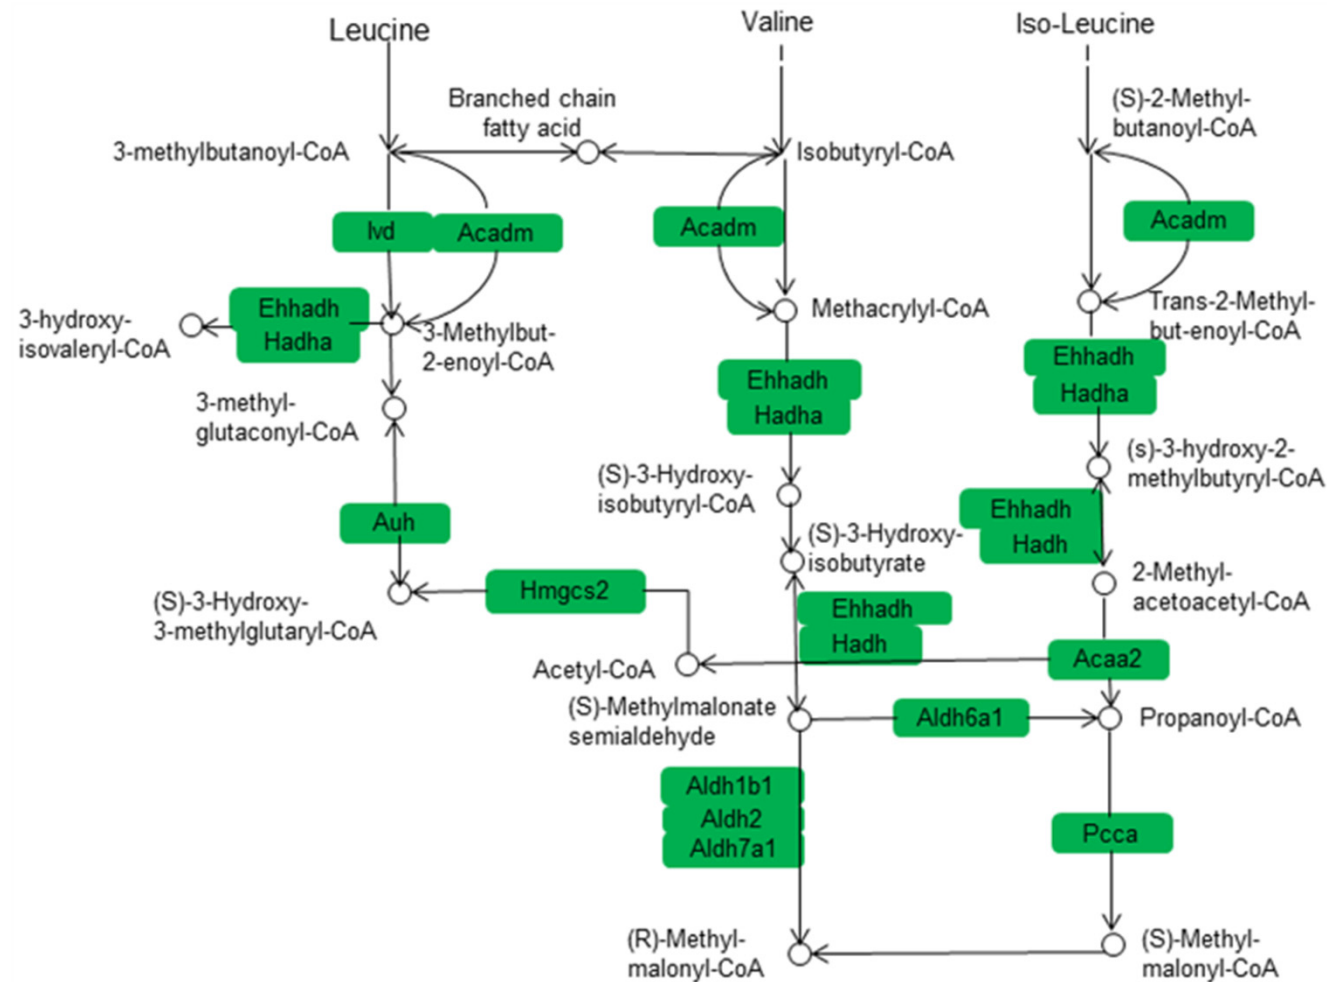 Leucine
Valine
Iso-Leucine
Branched chain
fatty acid
(S)-2-Methyl-
butanoyl-CoA
3-methylbutanoyl-CoA
Isobutyryl-CoA
Ivd
Acadm
Acadm
Acadm
Ehhadh
Hadha
3-hydroxy-
isovaleryl-CoA
3-Methylbut-
2-enoyl-CoA
Methacrylyl-CoA
Trans-2-Methyl-
but-enoyl-CoA
Ehhadh
Hadha
Ehhadh
Hadha
3-methyl-
glutaconyl-CoA
(S)-3-Hydroxy-
isobutyryl-CoA
(s)-3-hydroxy-2-
methylbutyryl-CoA
Auh
Ehhadh
Hadh
(S)-3-Hydroxy-
isobutyrate
(S)-3-Hydroxy-
3-methylglutaryl-CoA
Hmgcs2
Ehhadh
Hadh
2-Methyl-
acetoacetyl-CoA
Acetyl-CoA
Acaa2
(S)-Methylmalonate
semialdehyde
Aldh6a1
Propanoyl-CoA
Aldh1b1
Aldh2
Aldh7a1
Pcca
(R)-Methyl-
malonyl-CoA
(S)-Methyl-
malonyl-CoA